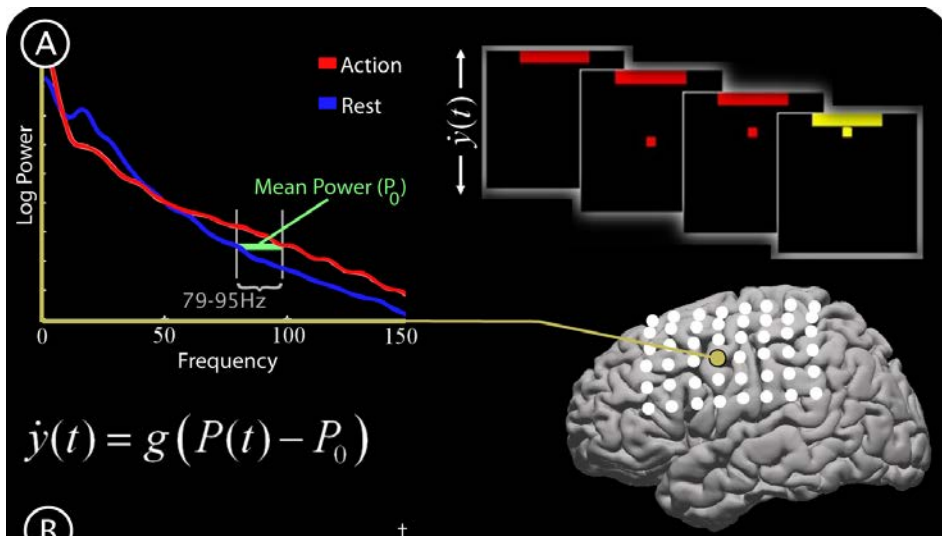 A
Action
Rest
Log Power
Mean Power (P₀)
79-95Hz
0 50 100 150
Frequency
ẏ(t)
ẏ(t) = g(P(t) − P₀)
B
†